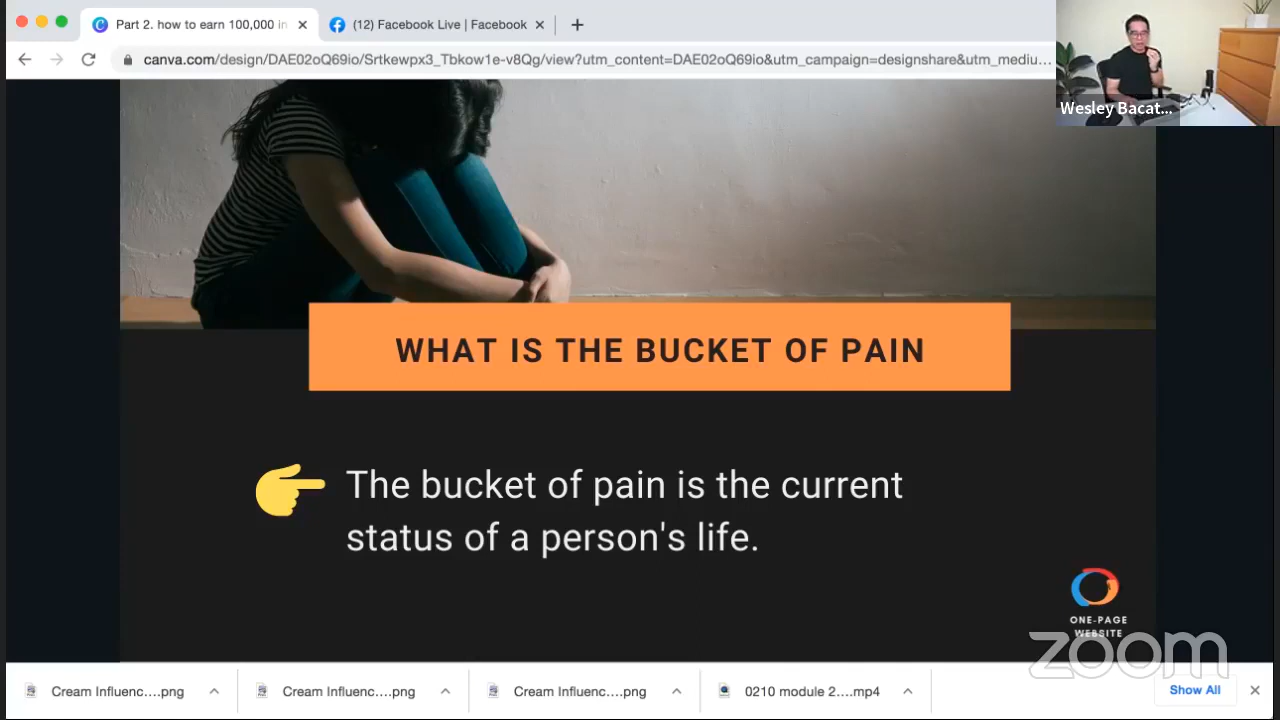 Part 2. how to earn 100,000 in
(12) Facebook Live | Facebook
canva.com/design/DAE02oQ69io/Srtkewpx3_Tbkow1e-v8Qg/view?utm_content=DAE02oQ69io&utm_campaign=designshare&utm_mediu...
Wesley Bacat...
WHAT IS THE BUCKET OF PAIN
The bucket of pain is the current
status of a person's life.
ONE-PAGE
WEBSITE
zoom
Cream Influenc....png
Cream Influenc....png
Cream Influenc....png
0210 module 2....mp4
Show All